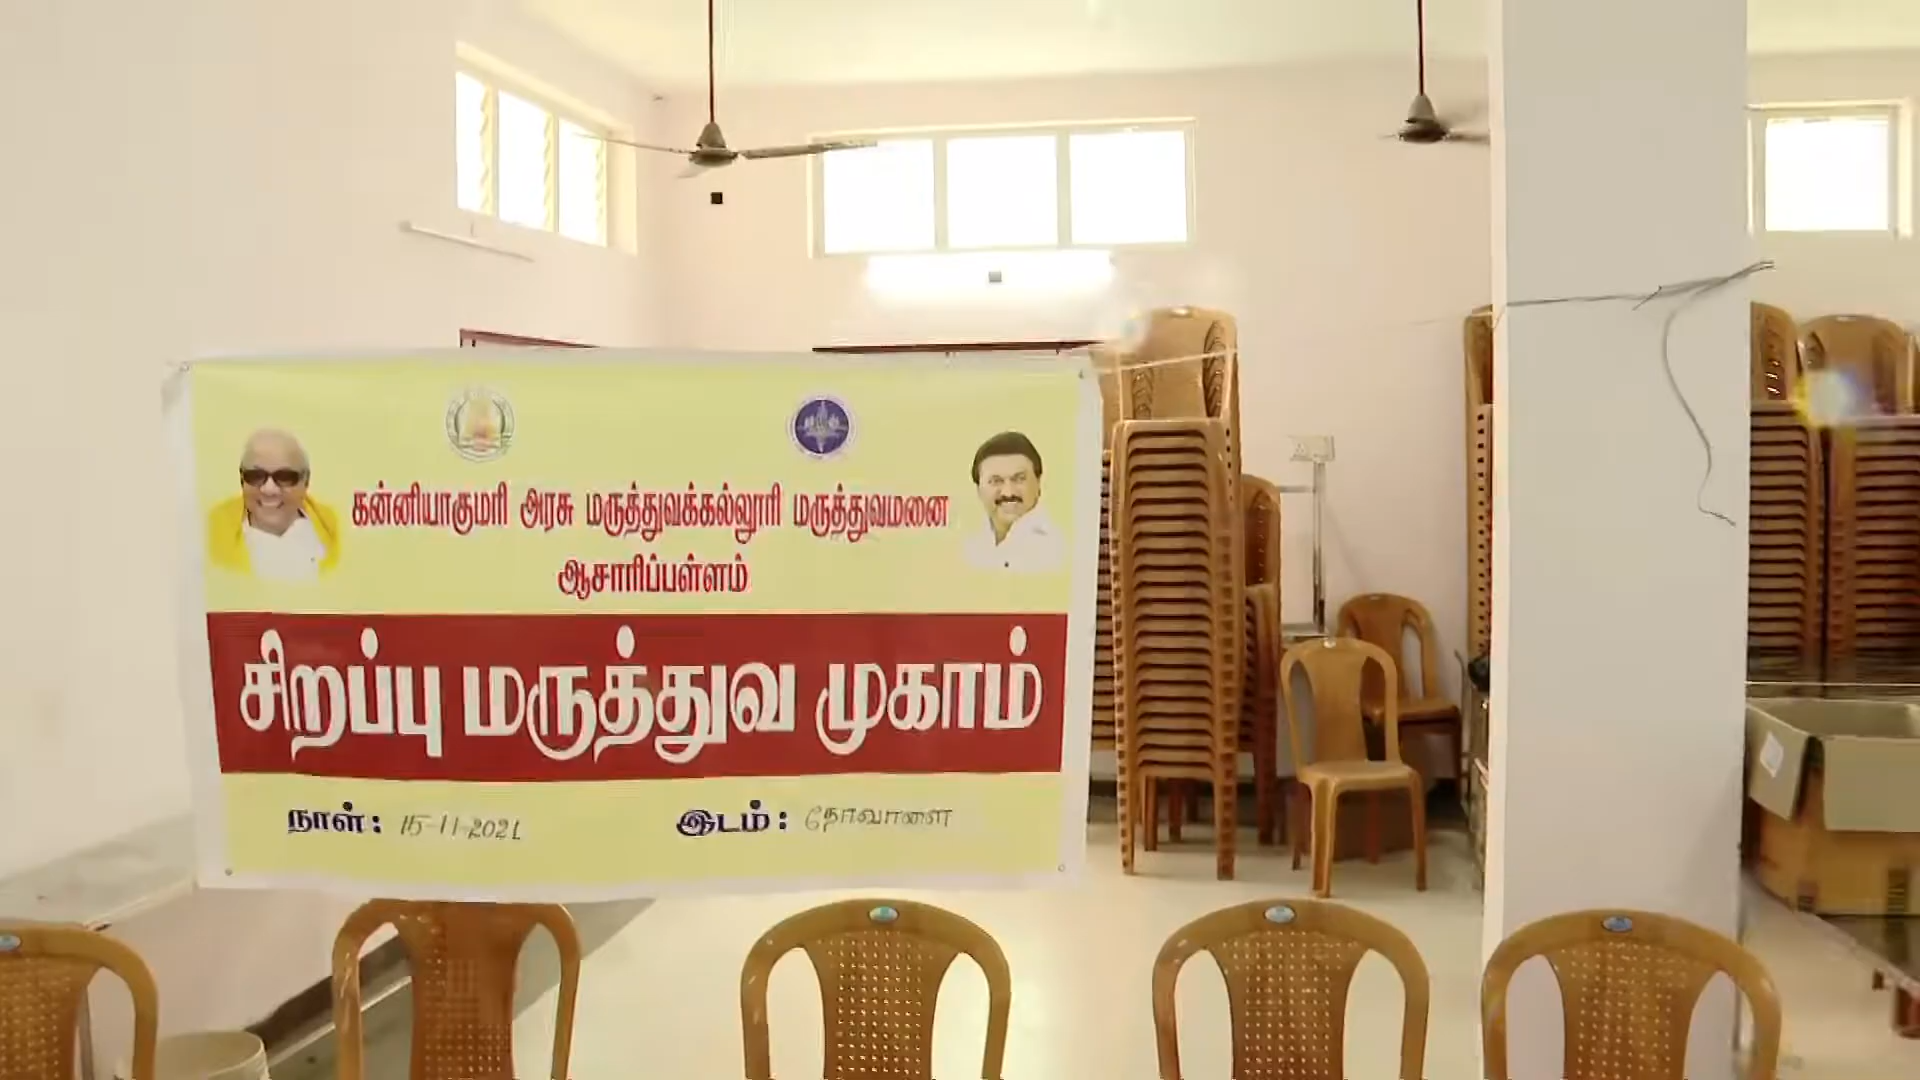 கன்னியாகுமரி அரசு மருத்துவக்கல்லூரி மருத்துவமனை
ஆசாரிப்பள்ளம்
சிறப்பு மருத்துவ முகாம்
நாள்: 15-11-2021 இடம்: தோவாளை